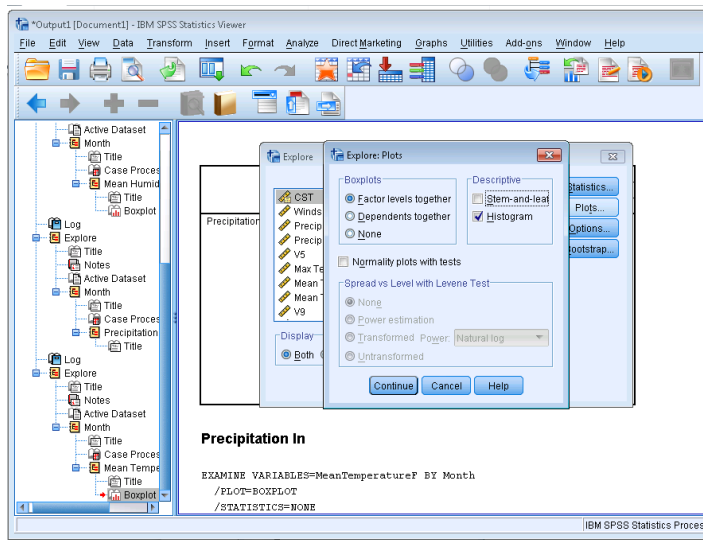 *Output1 [Document1] - IBM SPSS Statistics Viewer
File Edit View Data Transform Insert Format Analyze Direct Marketing Graphs Utilities Add-ons Window Help
Active Dataset
Month
Title
Case Proces
Mean Humid
Title
Boxplot
Log
Explore
Title
Notes
Active Dataset
Month
Title
Case Proces
Precipitation
Title
Log
Explore
Title
Notes
Active Dataset
Month
Title
Case Proces
Mean Tempe
Title
Boxplot
Precipitation
Explore
CST
Winds
Precip
Precip
V5
Max Te
Mean
Mean
V9
Display
Both
Statistics...
Plots...
Options...
Bootstrap...
Explore: Plots
Boxplots
Factor levels together
Dependents together
None
Descriptive
Stem-and-leaf
Histogram
Normality plots with tests
Spread vs Level with Levene Test
None
Power estimation
Transformed Power: Natural log
Untransformed
Continue Cancel Help
Precipitation In
EXAMINE VARIABLES=MeanTemperatureF BY Month
/PLOT=BOXPLOT
/STATISTICS=NONE
IBM SPSS Statistics Proces